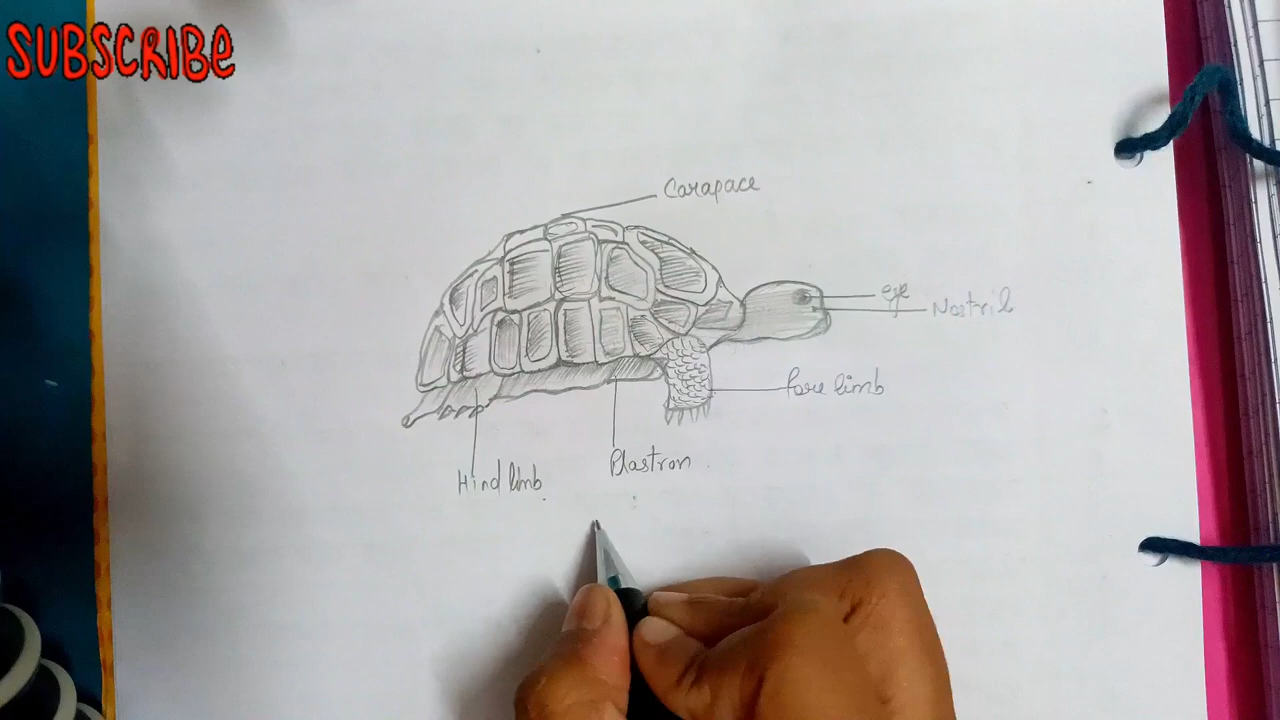 SUBSCRIBE
Carapace
eye
Nostril
Fore limb
Plastron
Hind limb